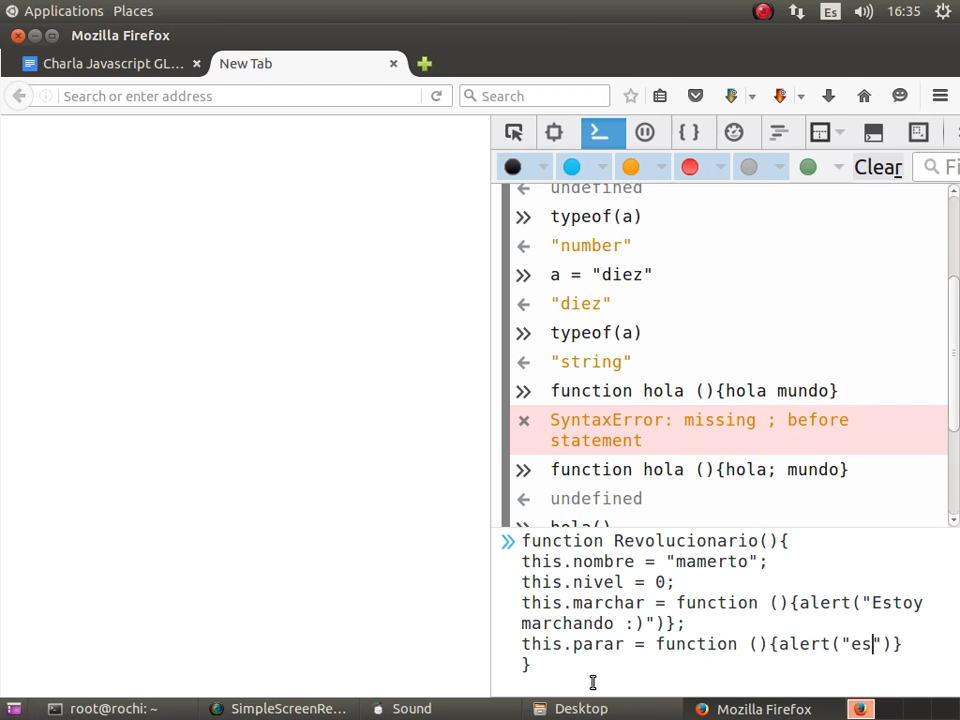 Applications Places Es 16:35
Mozilla Firefox
Charla Javascript GL... × New Tab ×
Search or enter address Search
Clear Fi
undefined
typeof(a)
"number"
a = "diez"
"diez"
typeof(a)
"string"
function hola (){hola mundo}
SyntaxError: missing ; before
statement
function hola (){hola; mundo}
undefined
hola()
function Revolucionario(){
this.nombre = "mamerto";
this.nivel = 0;
this.marchar = function (){alert("Estoy
marchando :)")};
this.parar = function (){alert("es")}
}
root@rochi: ~ SimpleScreenRe... Sound Desktop Mozilla Firefox